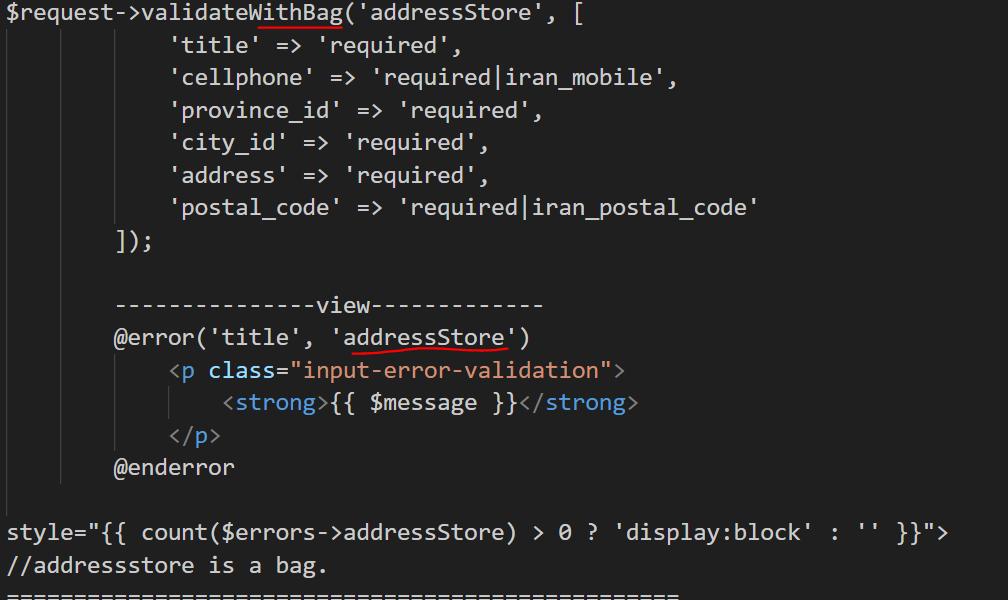 $request->validateWithBag('addressStore', [
'title' => 'required',
'cellphone' => 'required|iran_mobile',
'province_id' => 'required',
'city_id' => 'required',
'address' => 'required',
'postal_code' => 'required|iran_postal_code'
]);
---------------view-------------
@error('title', 'addressStore')
<p class="input-error-validation">
<strong>{{ $message }}</strong>
</p>
@enderror
style="{{ count($errors->addressStore) > 0 ? 'display:block' : '' }}">
//addressstore is a bag.
==================================================